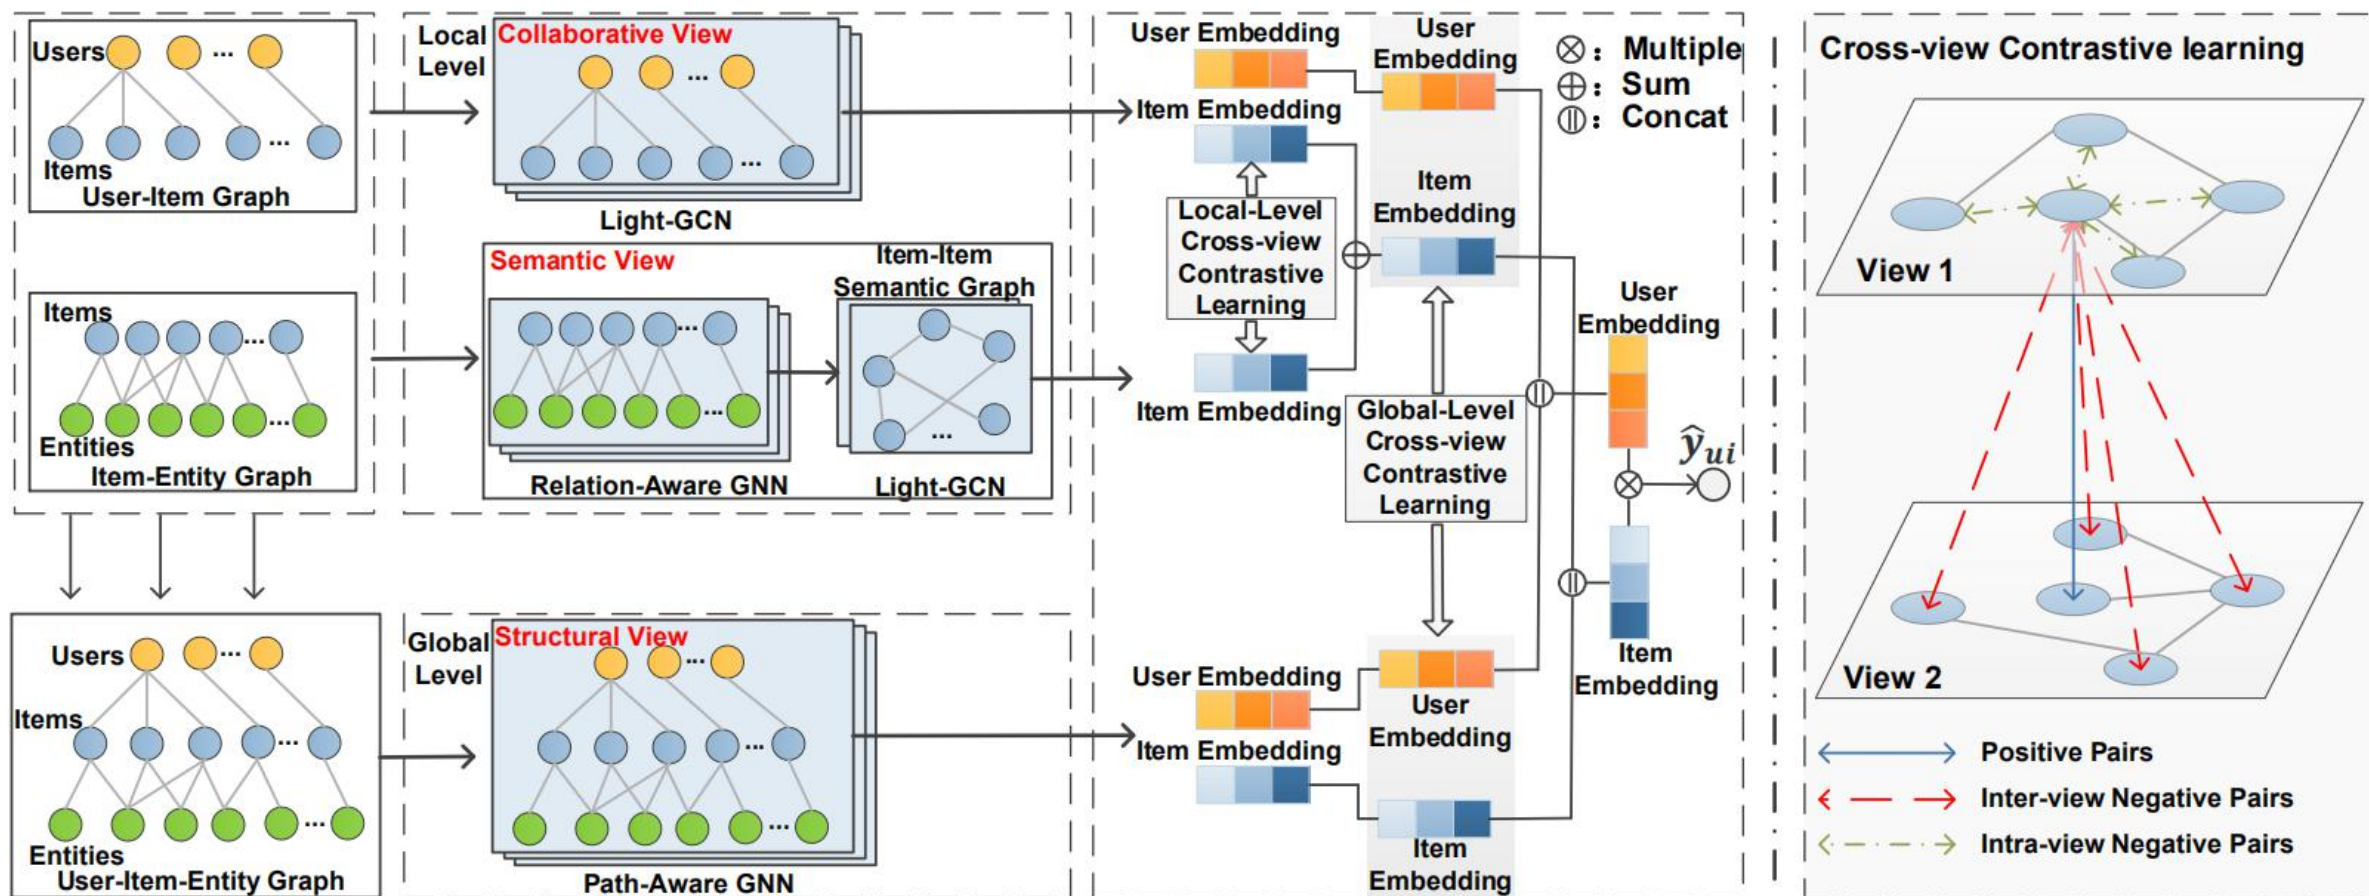 Users
Items
User-Item Graph
Items
Entities
Item-Entity Graph
Users
Items
Entities
User-Item-Entity Graph
Local
Level
Collaborative View
...
Light-GCN
Semantic View
Relation-Aware GNN
Item-Item
Semantic Graph
...
Light-GCN
Global
Level
Structural View
Path-Aware GNN
User Embedding
Item Embedding
Local-Level
Cross-view
Contrastive
Learning
Item Embedding
User
Embedding
Item
Embedding
Global-Level
Cross-view
Contrastive
Learning
User Embedding
Item Embedding
User
Embedding
Item
Embedding
⊗: Multiple
⊕: Sum
||: Concat
User
Embedding
ŷui
Item
Embedding
Cross-view Contrastive learning
View 1
View 2
Positive Pairs
Inter-view Negative Pairs
Intra-view Negative Pairs